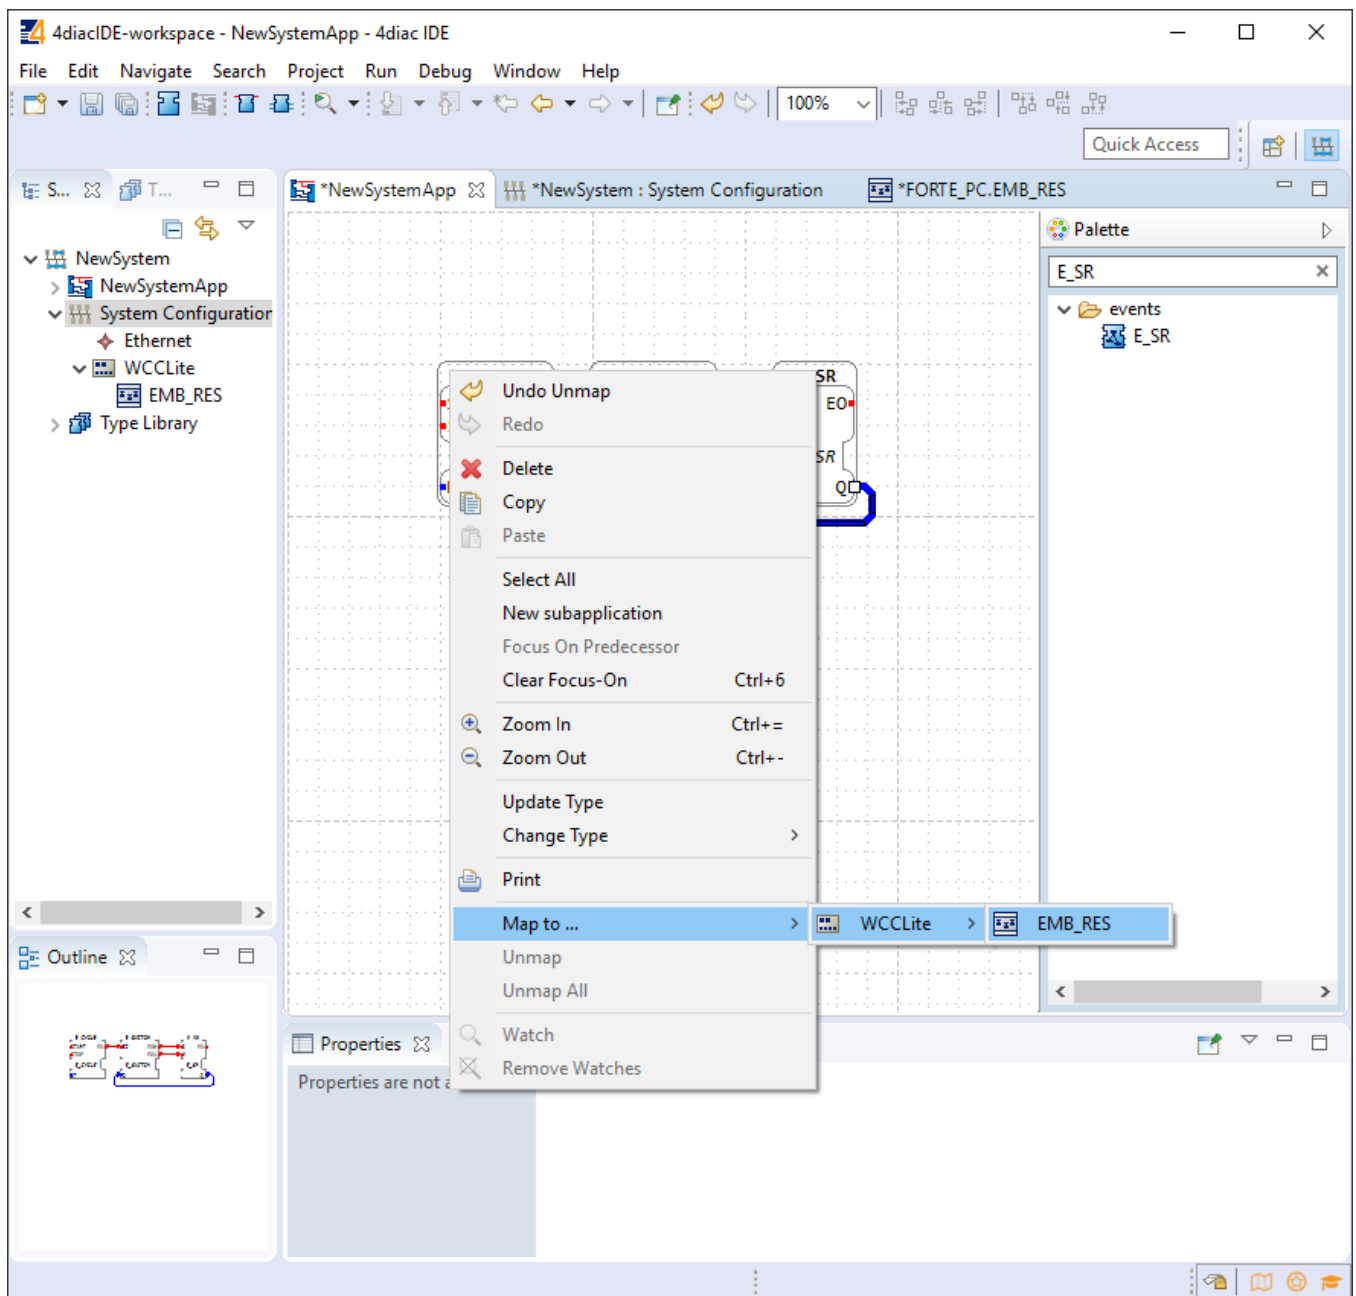 4diacIDE-workspace - NewSystemApp - 4diac IDE
File Edit Navigate Search Project Run Debug Window Help
100%
Quick Access
S... T...
*NewSystemApp *NewSystem : System Configuration *FORTE_PC.EMB_RES
Palette
E_SR
events
E_SR
NewSystem
NewSystemApp
System Configuration
Ethernet
WCCLite
EMB_RES
Type Library
SR
EO
SR
Q
Undo Unmap
Redo
Delete
Copy
Paste
Select All
New subapplication
Focus On Predecessor
Clear Focus-On Ctrl+6
Zoom In Ctrl+=
Zoom Out Ctrl+-
Update Type
Change Type
Print
Map to ... WCCLite EMB_RES
Unmap
Unmap All
Watch
Remove Watches
Outline
Properties
Properties are not a